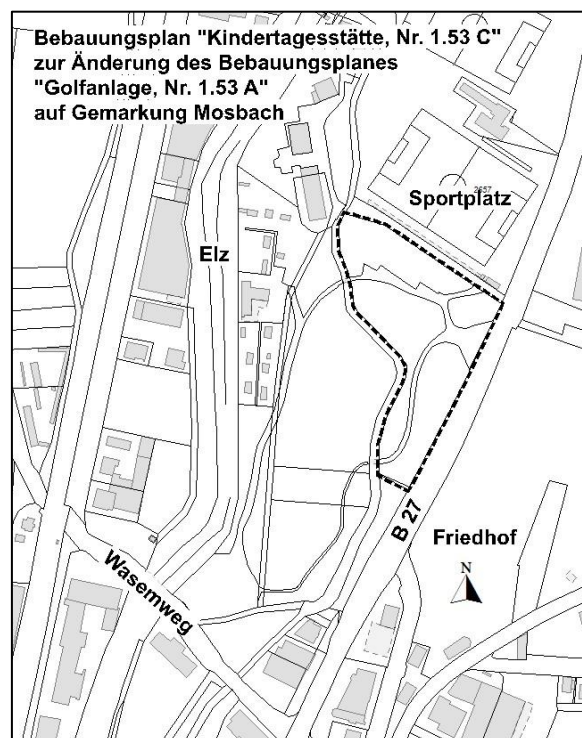 Bebauungsplan "Kindertagesstätte, Nr. 1.53 C"
zur Änderung des Bebauungsplanes
"Golfanlage, Nr. 1.53 A"
auf Gemarkung Mosbach
Sportplatz
Elz
B 27
Friedhof
N
Wasemweg